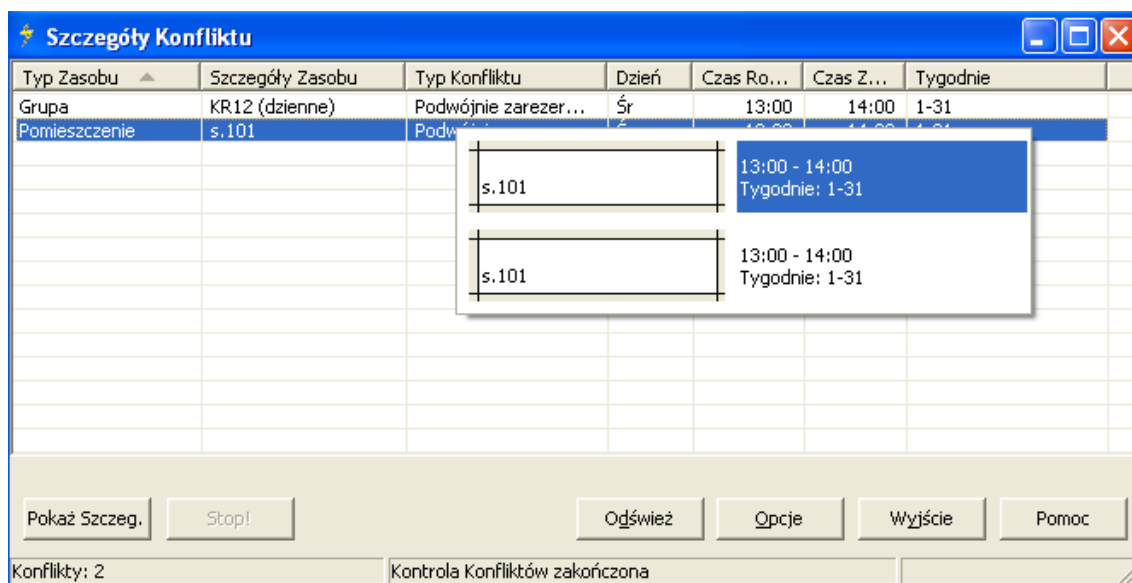 Szczegóły Konfliktu
Typ Zasobu Szczegóły Zasobu Typ Konfliktu Dzień Czas Ro... Czas Z... Tygodnie
Grupa KR12 (dzienne) Podwójnie zarezer... Śr 13:00 14:00 1-31
Pomieszczenie s.101
13:00 - 14:00
s.101 Tygodnie: 1-31
13:00 - 14:00
s.101 Tygodnie: 1-31
Pokaż Szczeg. Stop! Odśwież Opcje Wyjście Pomoc
Konflikty: 2 Kontrola Konfliktów zakończona